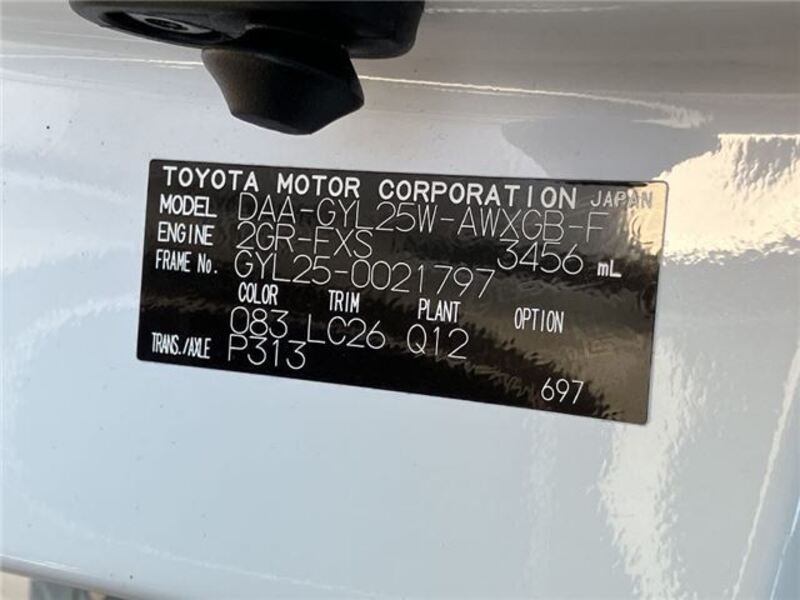 TOYOTA MOTOR CORPORATION JAPAN
MODEL DAA-GYL25W-AWXGB-F
ENGINE 2GR-FXS 3456 mL
FRAME No. GYL25-0021797
COLOR TRIM PLANT OPTION
083 LC26 Q12
TRANS./AXLE P313
697